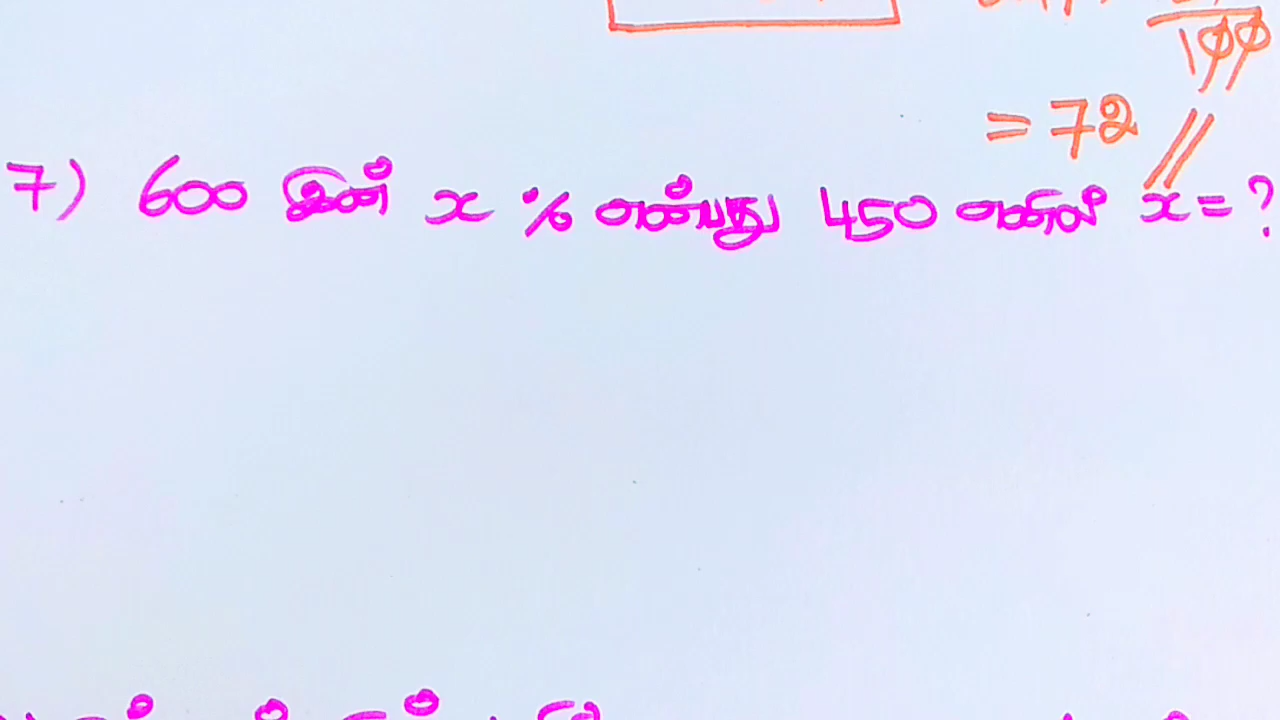 100
= 72 //
7) 600 இன் x % என்பது 450 எனில் x = ?